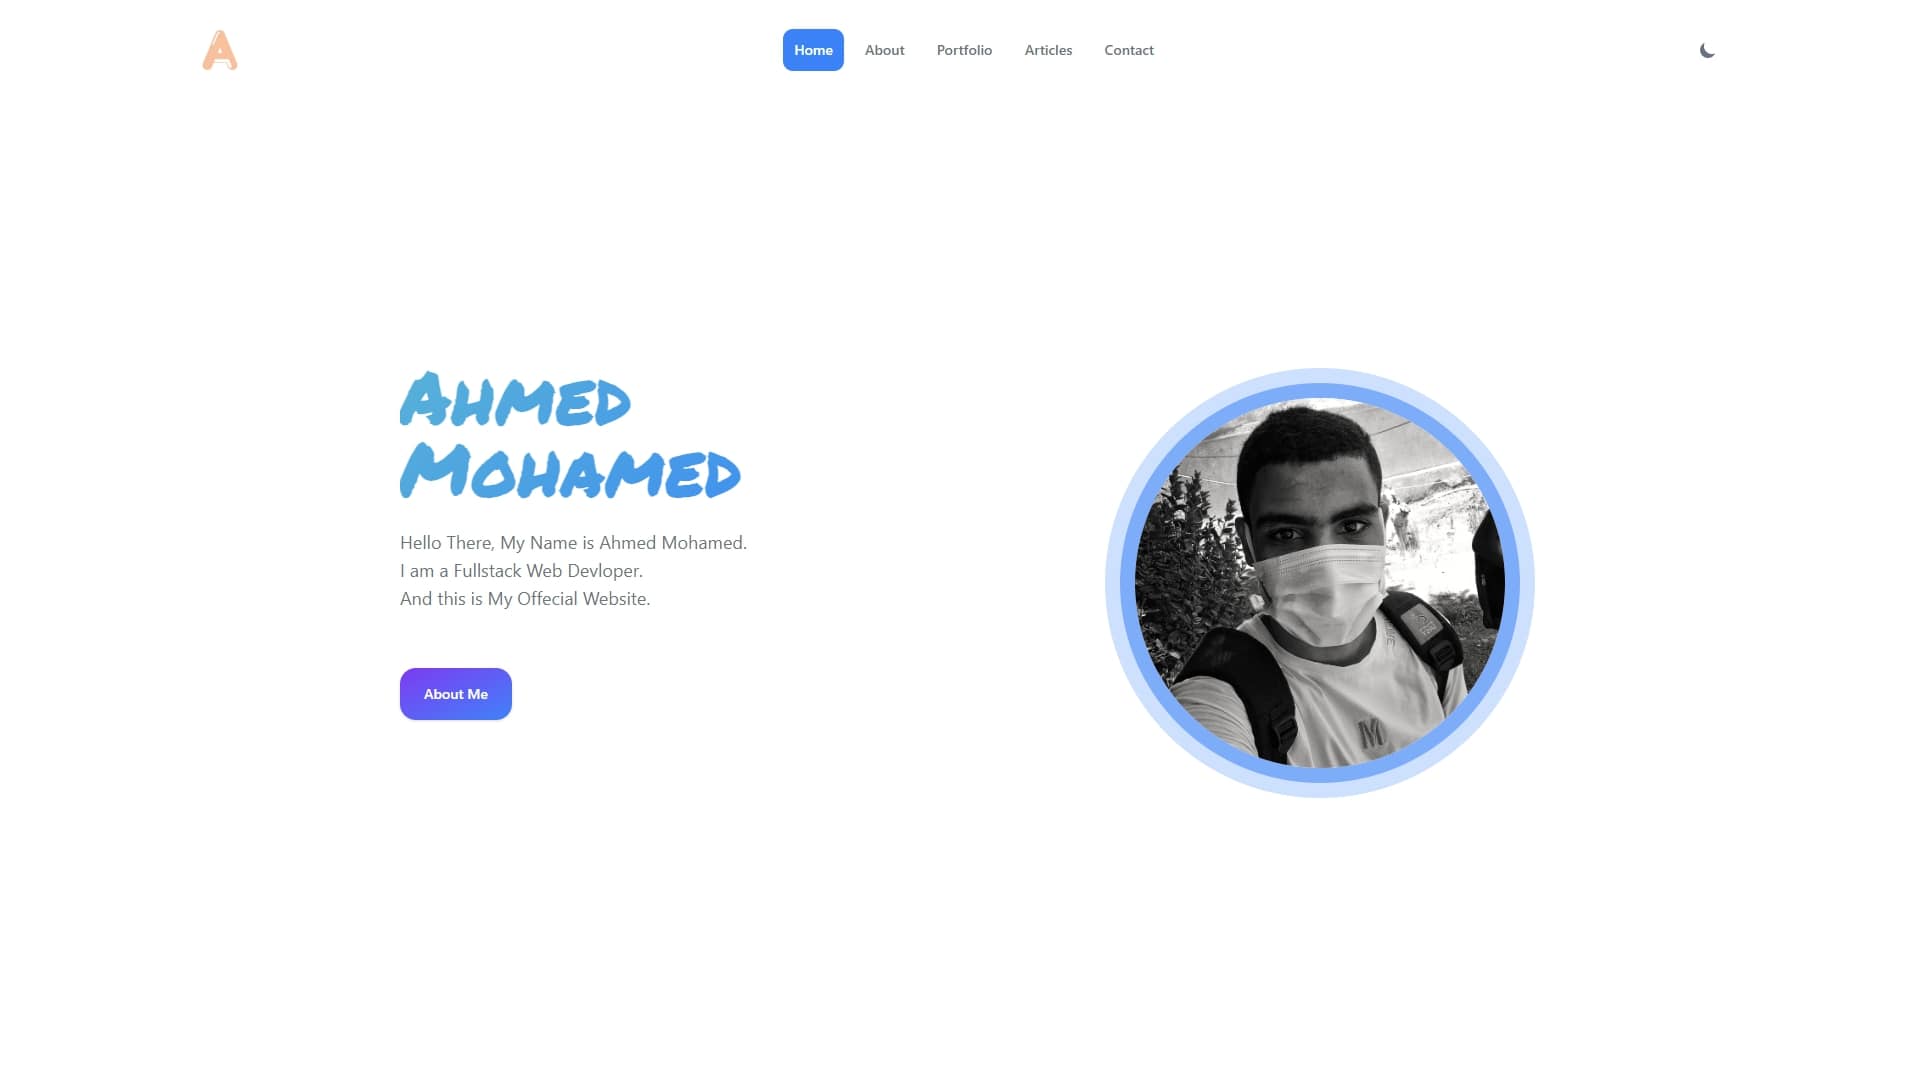 A
Home About Portfolio Articles Contact
Ahmed
Mohamed
Hello There, My Name is Ahmed Mohamed.
I am a Fullstack Web Devloper.
And this is My Offecial Website.
About Me
M